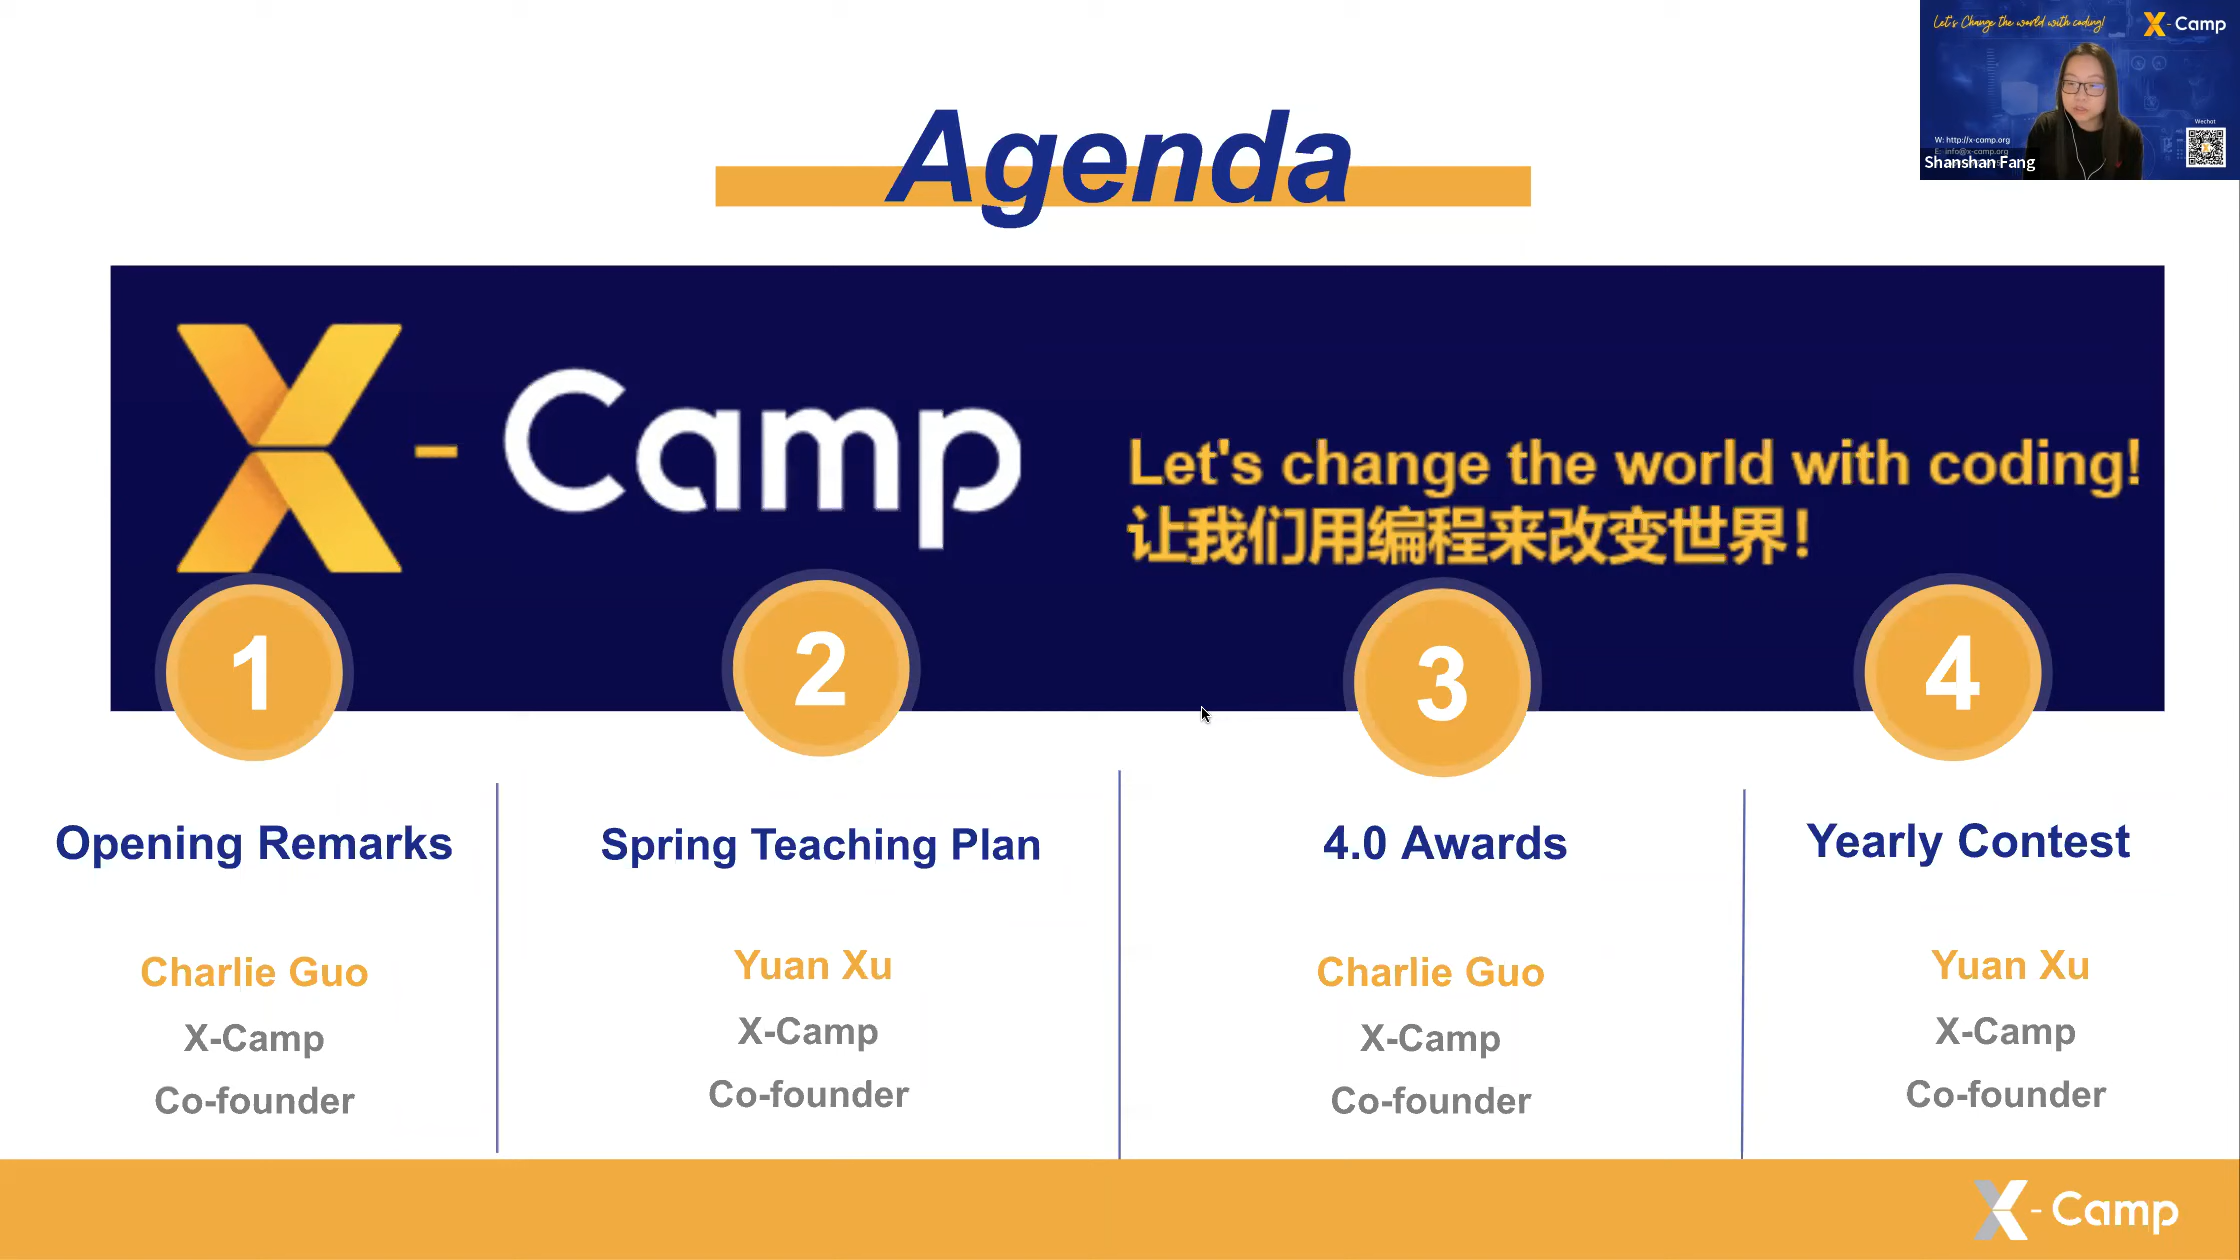 Let's Change the world with coding!
X-Camp
W: http://x-camp.org
E: info@x-camp.org
Wechat
Shanshan Fang
Agenda
X-Camp
Let's change the world with coding!
让我们用编程来改变世界!
1
2
3
4
Opening Remarks
Charlie Guo
X-Camp
Co-founder
Spring Teaching Plan
Yuan Xu
X-Camp
Co-founder
4.0 Awards
Charlie Guo
X-Camp
Co-founder
Yearly Contest
Yuan Xu
X-Camp
Co-founder
X-Camp